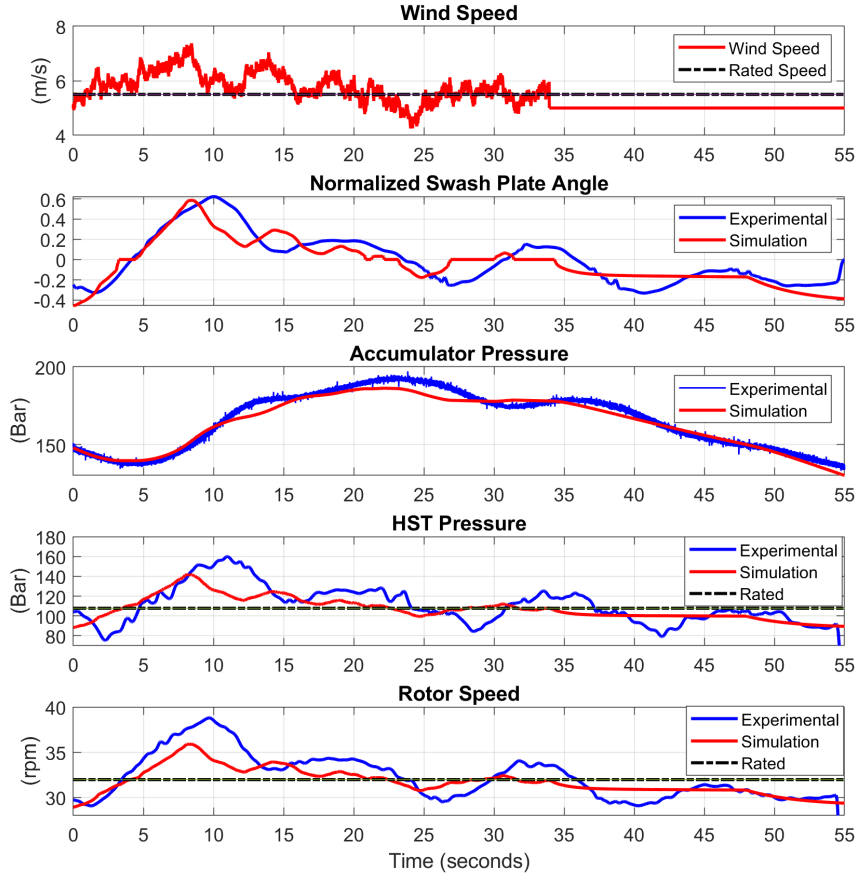 Wind Speed
8
6
4
(m/s)
Wind Speed
Rated Speed
0 5 10 15 20 25 30 35 40 45 50 55
Normalized Swash Plate Angle
0.6
0.4
0.2
0
-0.2
-0.4
Experimental
Simulation
0 5 10 15 20 25 30 35 40 45 50 55
Accumulator Pressure
200
150
(Bar)
Experimental
Simulation
0 5 10 15 20 25 30 35 40 45 50 55
HST Pressure
180
160
140
120
100
80
(Bar)
Experimental
Simulation
Rated
0 5 10 15 20 25 30 35 40 45 50 55
Rotor Speed
40
35
30
(rpm)
Experimental
Simulation
Rated
0 5 10 15 20 25 30 35 40 45 50 55
Time (seconds)